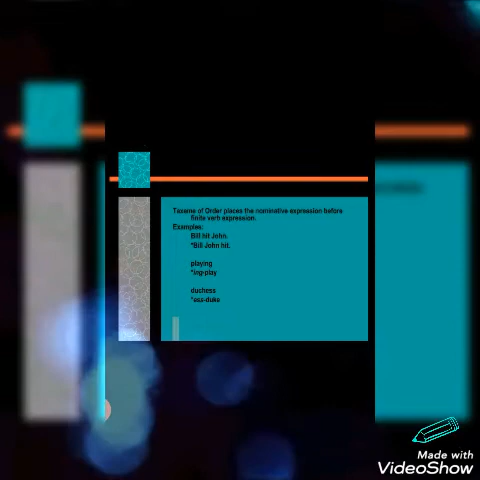 Taxeme of Order places the nominative expression before
finite verb expression.
Examples:
Bill hit John.
*Bill John hit.
playing
*ing-play
duchess
*ess-duke
Made with
VideoShow